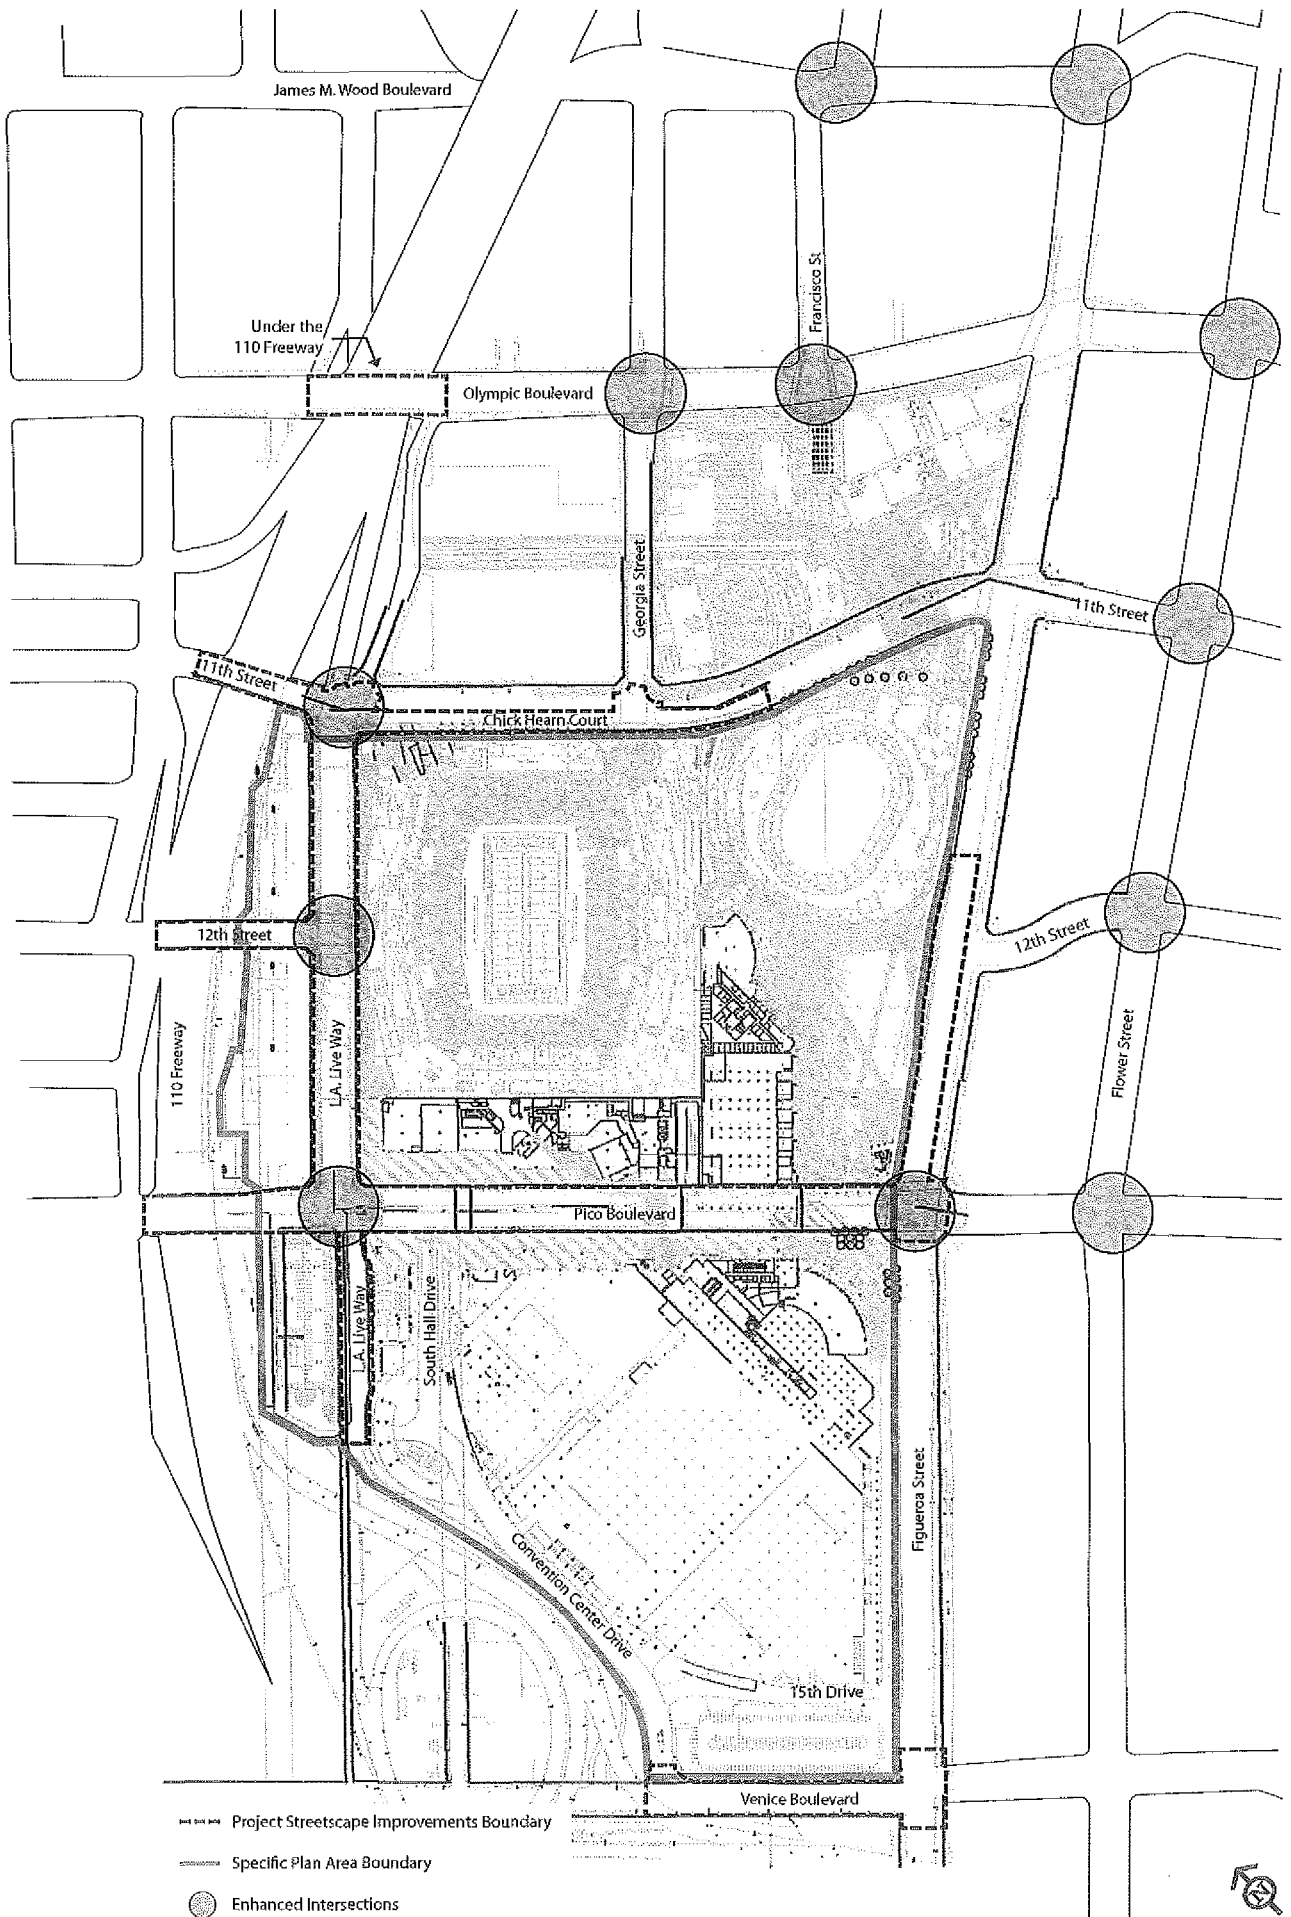 James M. Wood Boulevard
Francisco St
Under the
110 Freeway
Olympic Boulevard
Georgia Street
11th Street
11th Street
Chick Hearn Court
12th Street
12th Street
110 Freeway
L.A. Live Way
Flower Street
Pico Boulevard
L.A. Live Way
South Hall Drive
Figueroa Street
Convention Center Drive
15th Drive
Venice Boulevard
Project Streetscape Improvements Boundary
Specific Plan Area Boundary
Enhanced Intersections
N